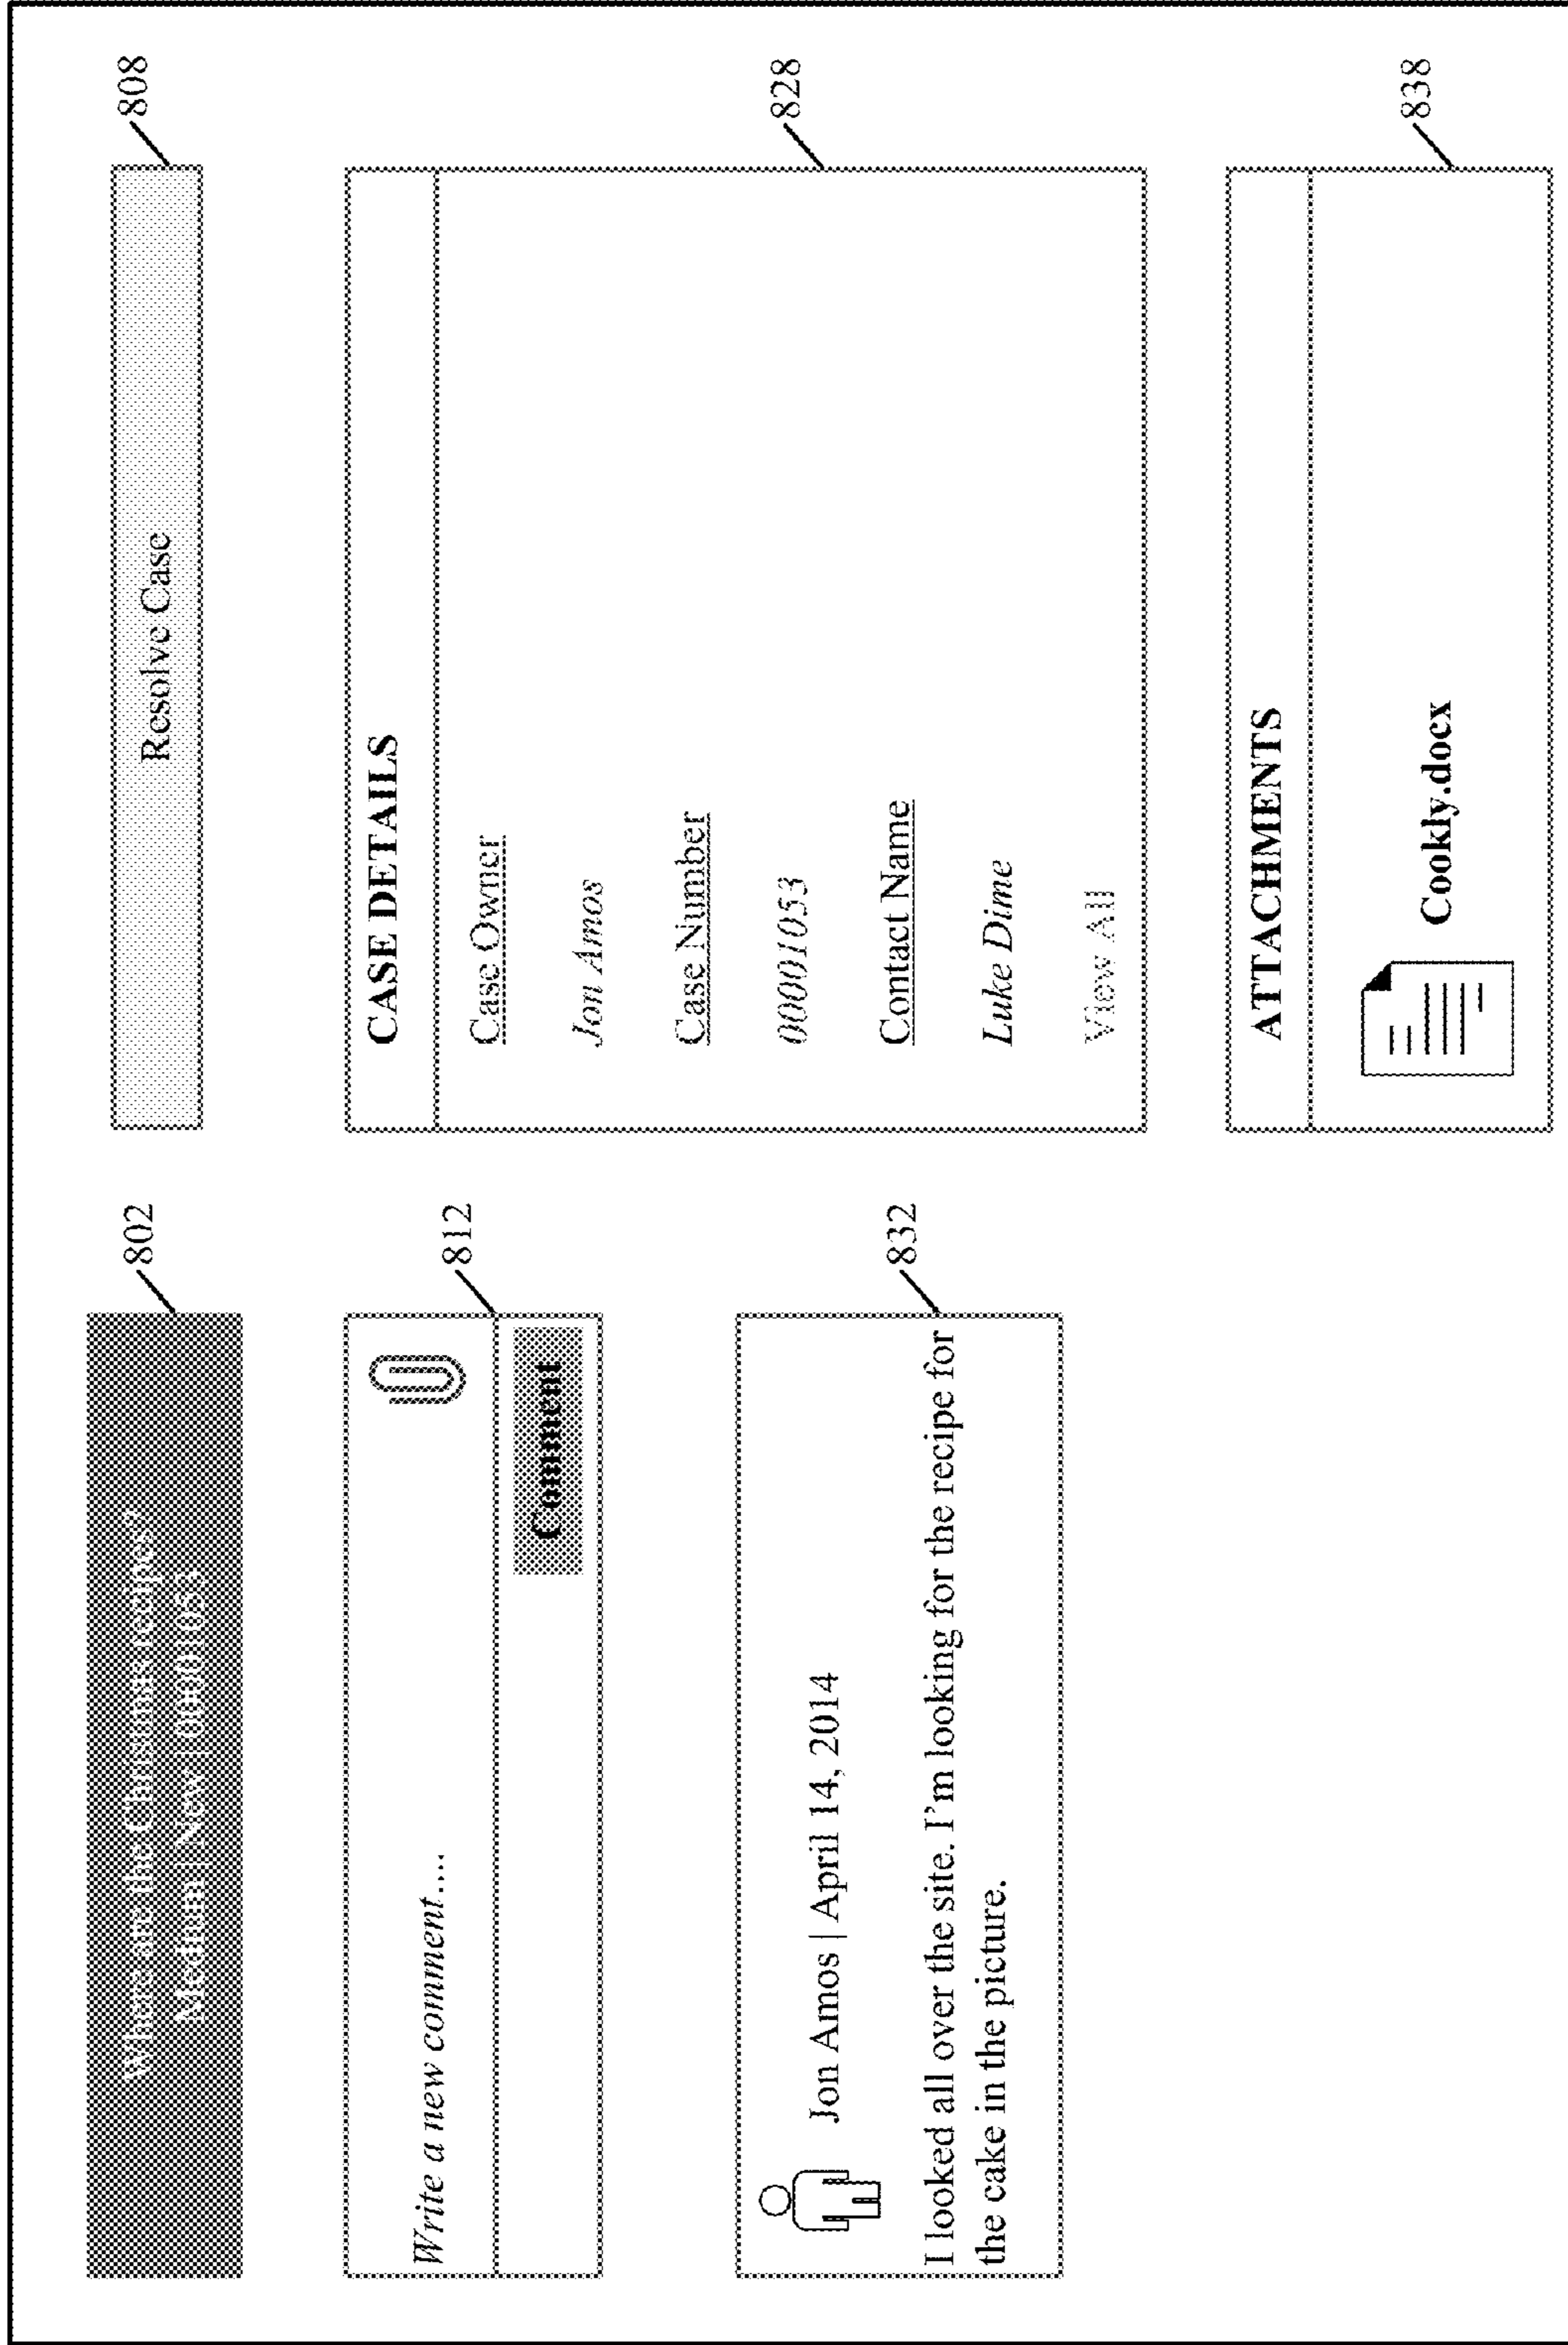 Where are the Christmas recipes?
Medium | New | 00001053
802
Write a new comment....
Comment
812
Jon Amos | April 14, 2014
I looked all over the site. I'm looking for the recipe for
the cake in the picture.
832
Resolve Case
808
CASE DETAILS
Case Owner
Jon Amos
Case Number
00001053
Contact Name
Luke Dime
View All
828
ATTACHMENTS
Cookly.docx
838